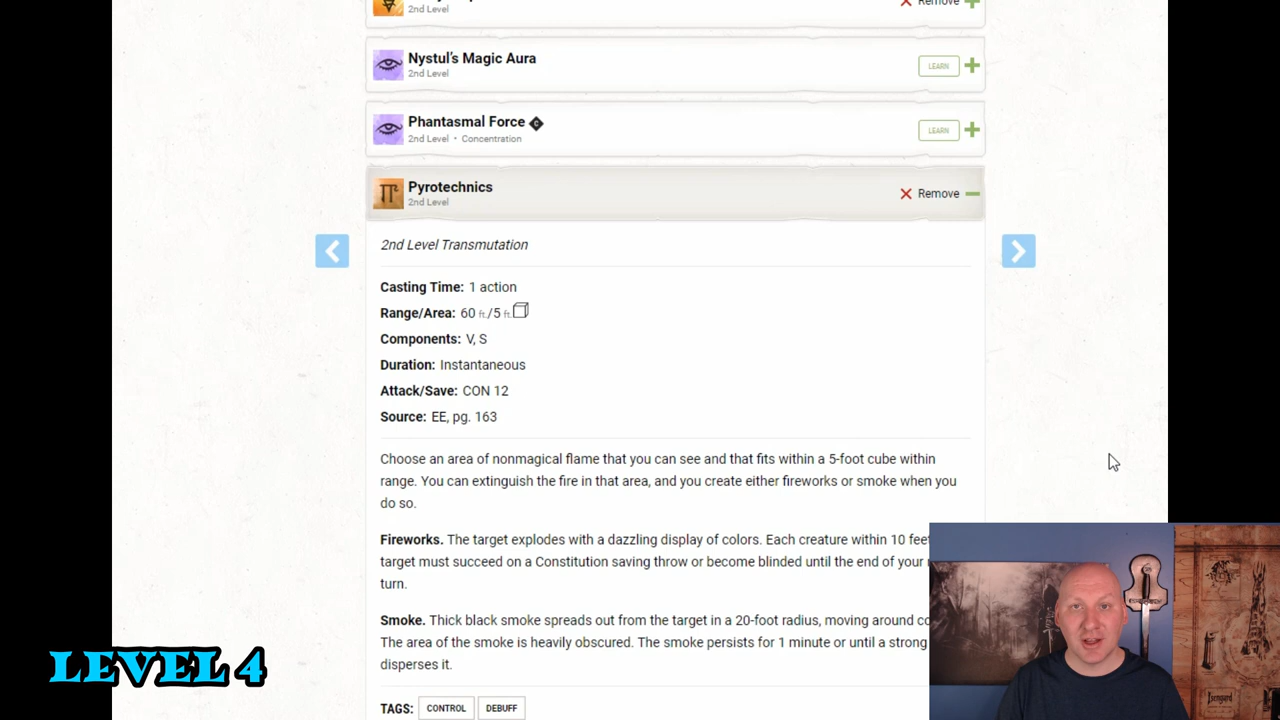 2nd Level
Remove
Nystul's Magic Aura
2nd Level
LEARN
Phantasmal Force
2nd Level • Concentration
LEARN
Pyrotechnics
2nd Level
Remove
2nd Level Transmutation
Casting Time: 1 action
Range/Area: 60 ft./5 ft.
Components: V, S
Duration: Instantaneous
Attack/Save: CON 12
Source: EE, pg. 163
Choose an area of nonmagical flame that you can see and that fits within a 5-foot cube within
range. You can extinguish the fire in that area, and you create either fireworks or smoke when you
do so.
Fireworks. The target explodes with a dazzling display of colors. Each creature within 10 feet
target must succeed on a Constitution saving throw or become blinded until the end of your
turn.
Smoke. Thick black smoke spreads out from the target in a 20-foot radius, moving around
The area of the smoke is heavily obscured. The smoke persists for 1 minute or until a strong
disperses it.
TAGS: CONTROL DEBUFF
LEVEL 4
Isengard